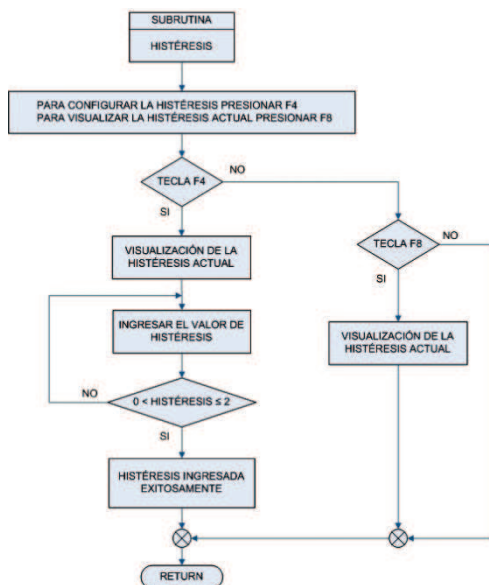 SUBRUTINA
HISTÉRESIS
PARA CONFIGURAR LA HISTÉRESIS PRESIONAR F4
PARA VISUALIZAR LA HISTÉRESIS ACTUAL PRESIONAR F8
TECLA F4
NO
SI
TECLA F8
NO
SI
VISUALIZACIÓN DE LA
HISTÉRESIS ACTUAL
INGRESAR EL VALOR DE
HISTÉRESIS
VISUALIZACIÓN DE LA
HISTÉRESIS ACTUAL
0 < HISTÉRESIS ≤ 2
NO
SI
HISTÉRESIS INGRESADA
EXITOSAMENTE
RETURN